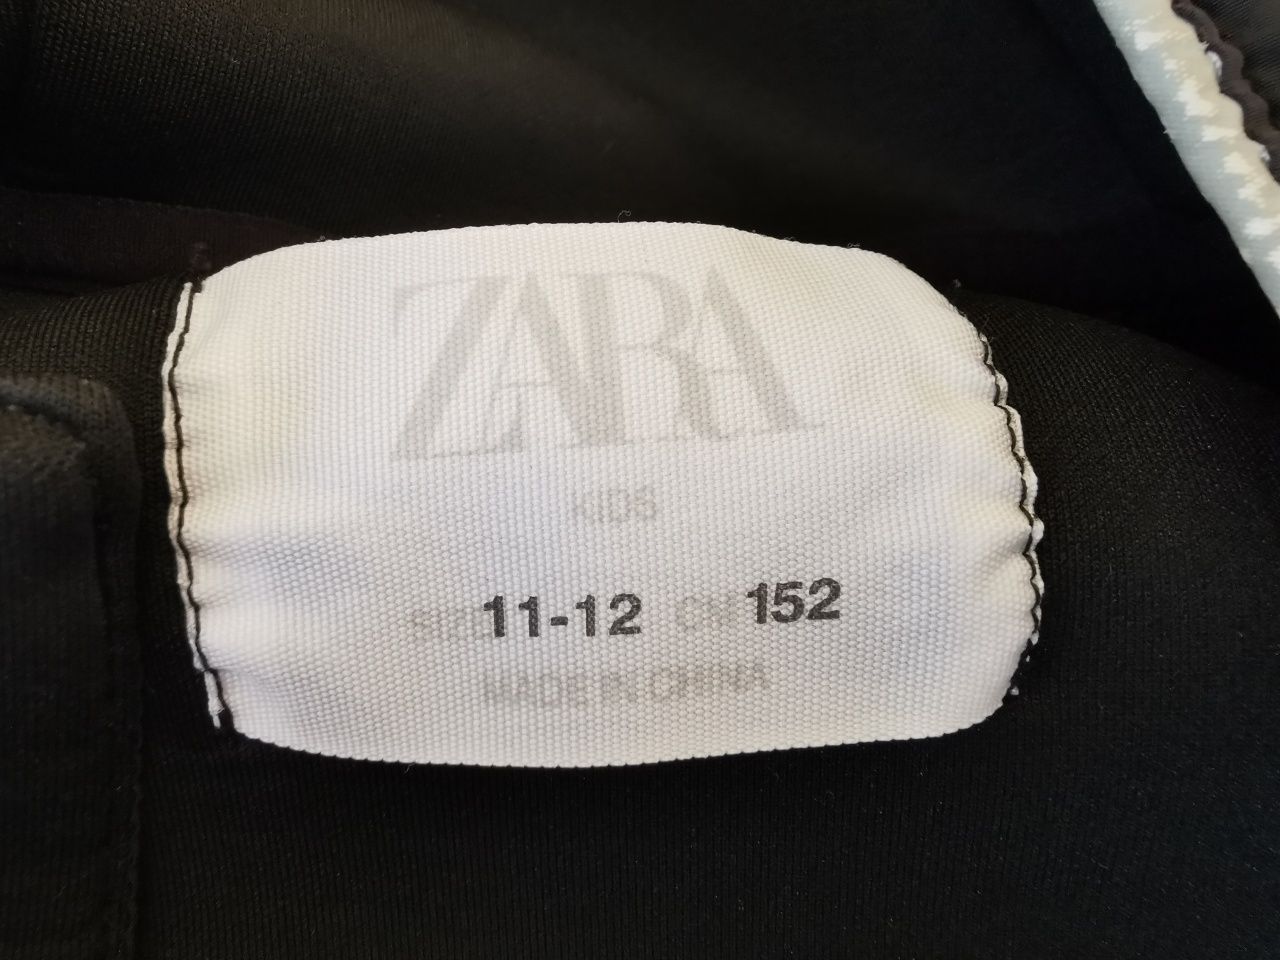 ZARA
KIDS
SIZE 11-12 CM 152
MADE IN CHINA